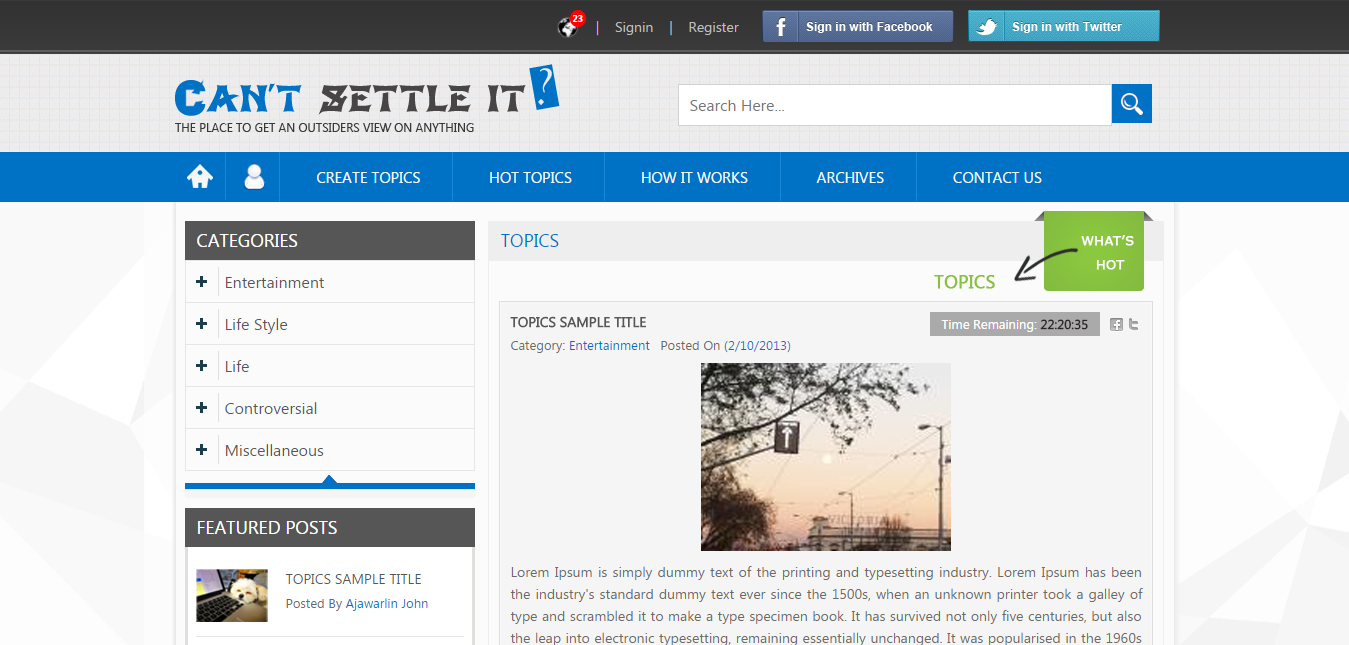 23
Signin
Register
f Sign in with Facebook
Sign in with Twitter
CAN'T SETTLE IT?
THE PLACE TO GET AN OUTSIDERS VIEW ON ANYTHING
Search Here...
CREATE TOPICS
HOT TOPICS
HOW IT WORKS
ARCHIVES
CONTACT US
CATEGORIES
Entertainment
Life Style
Life
Controversial
Miscellaneous
FEATURED POSTS
TOPICS SAMPLE TITLE
Posted By Ajawarlin John
TOPICS
WHAT'S
HOT
TOPICS
TOPICS SAMPLE TITLE
Time Remaining: 22:20:35
Category: Entertainment Posted On (2/10/2013)
VICTORIA
Lorem Ipsum is simply dummy text of the printing and typesetting industry. Lorem Ipsum has been
the industry's standard dummy text ever since the 1500s, when an unknown printer took a galley of
type and scrambled it to make a type specimen book. It has survived not only five centuries, but also
the leap into electronic typesetting, remaining essentially unchanged. It was popularised in the 1960s